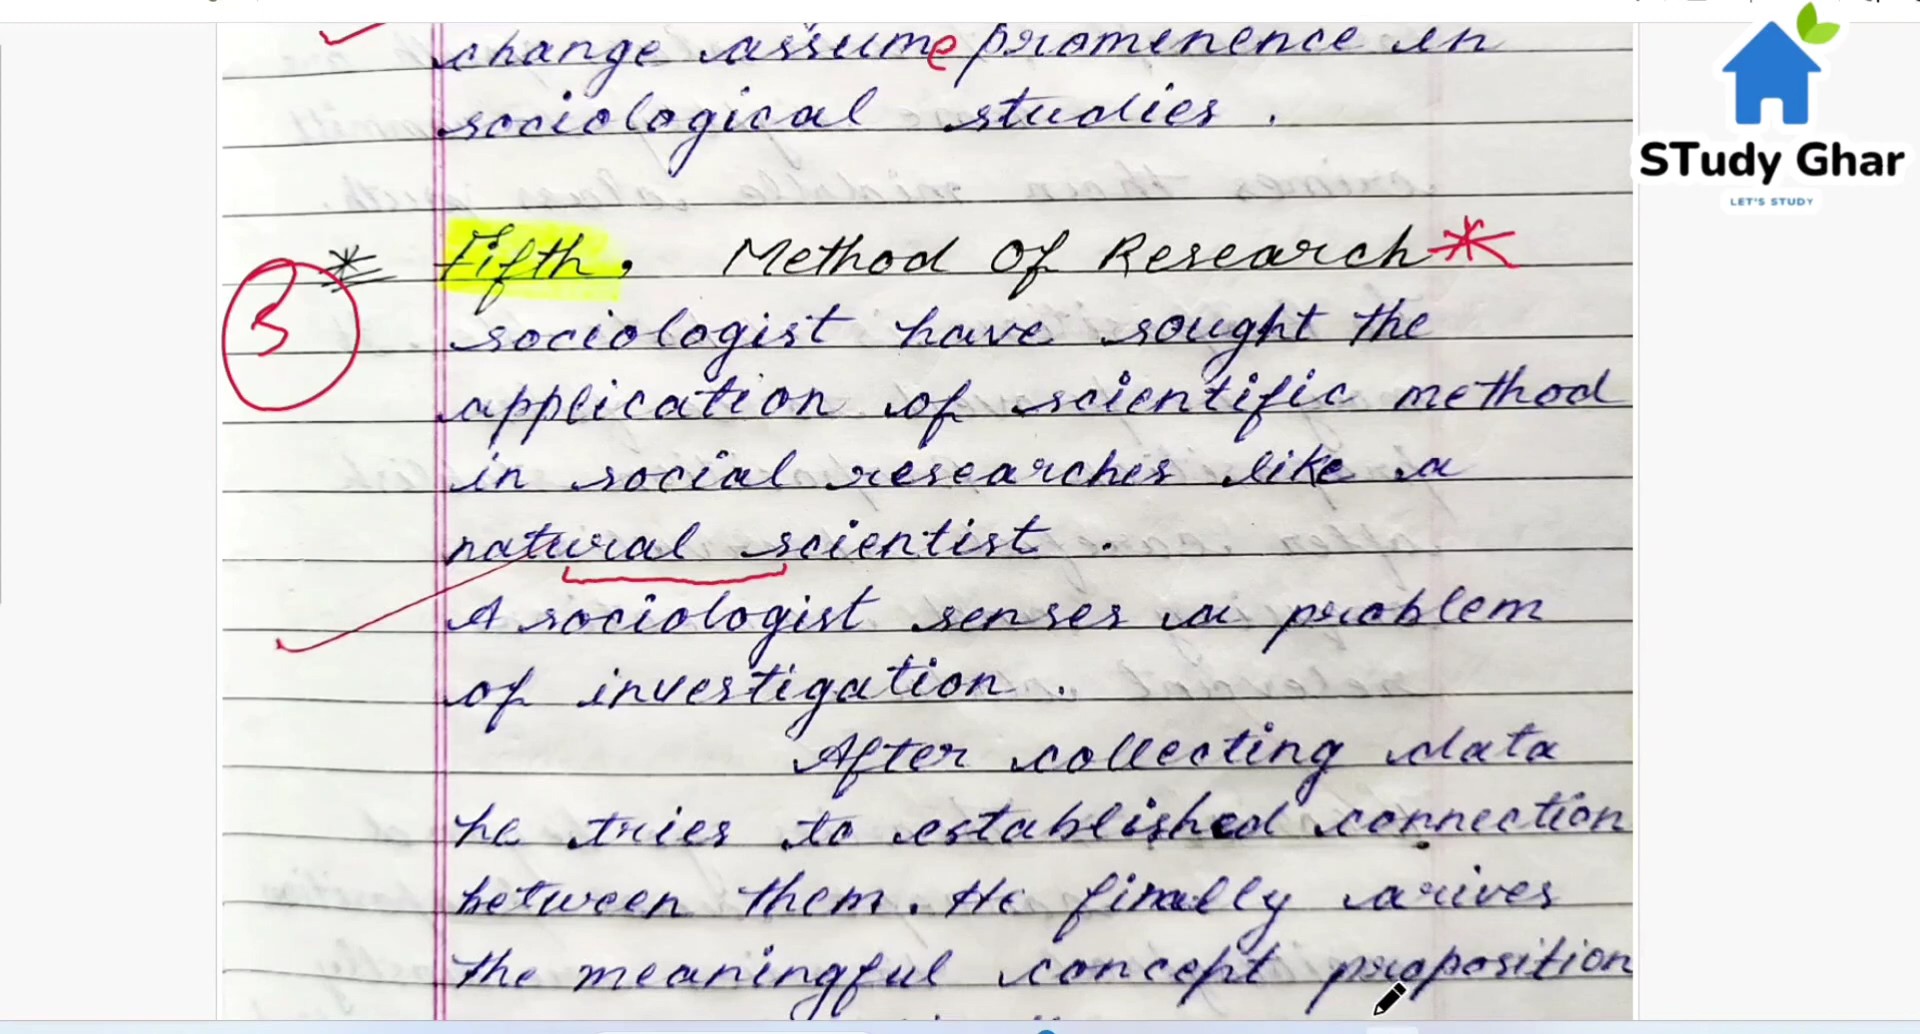 change assume prominence in
sociological studies.
STudy Ghar
LET'S STUDY
* Fifth, Method Of Research *
5
sociologist have sought the
application of scientific method
in social researches like a
natural scientist.
A sociologist senses a problem
of investigation.
After collecting data
he tries to established connection
between them. He finally arives
the meaningful concept proposition